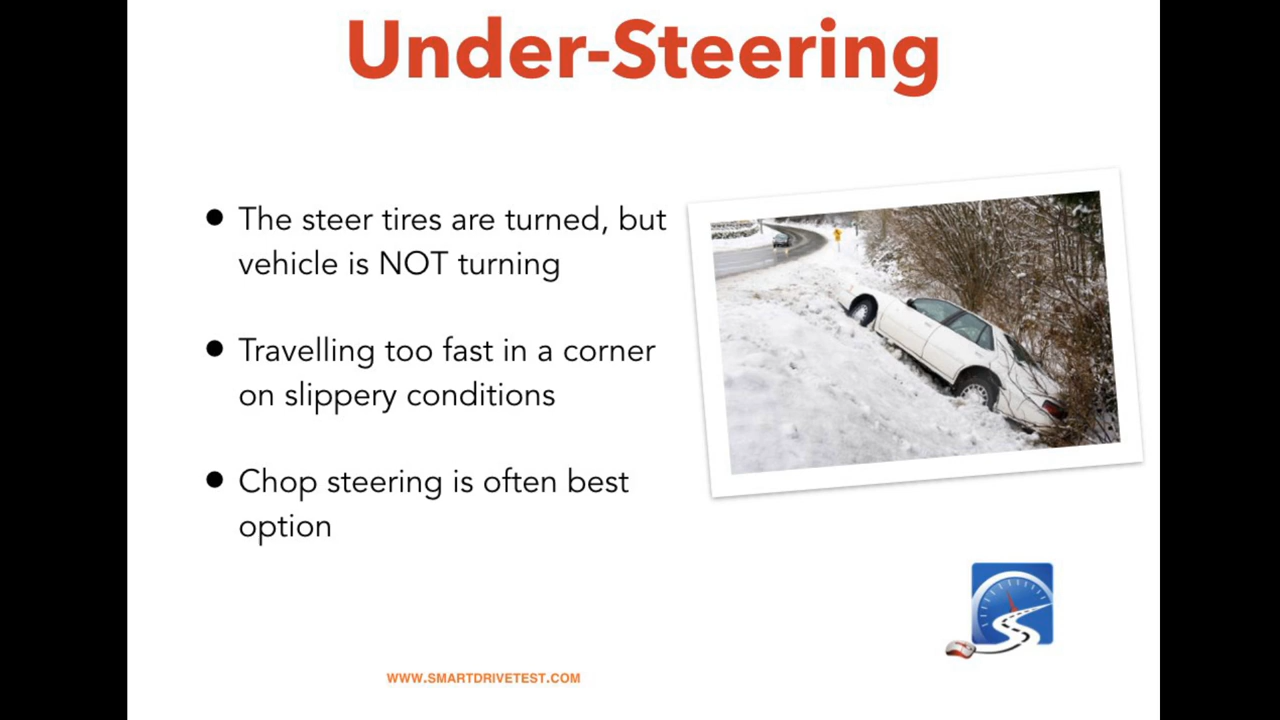 Under-Steering
The steer tires are turned, but
vehicle is NOT turning
Travelling too fast in a corner
on slippery conditions
Chop steering is often best
option
WWW.SMARTDRIVETEST.COM